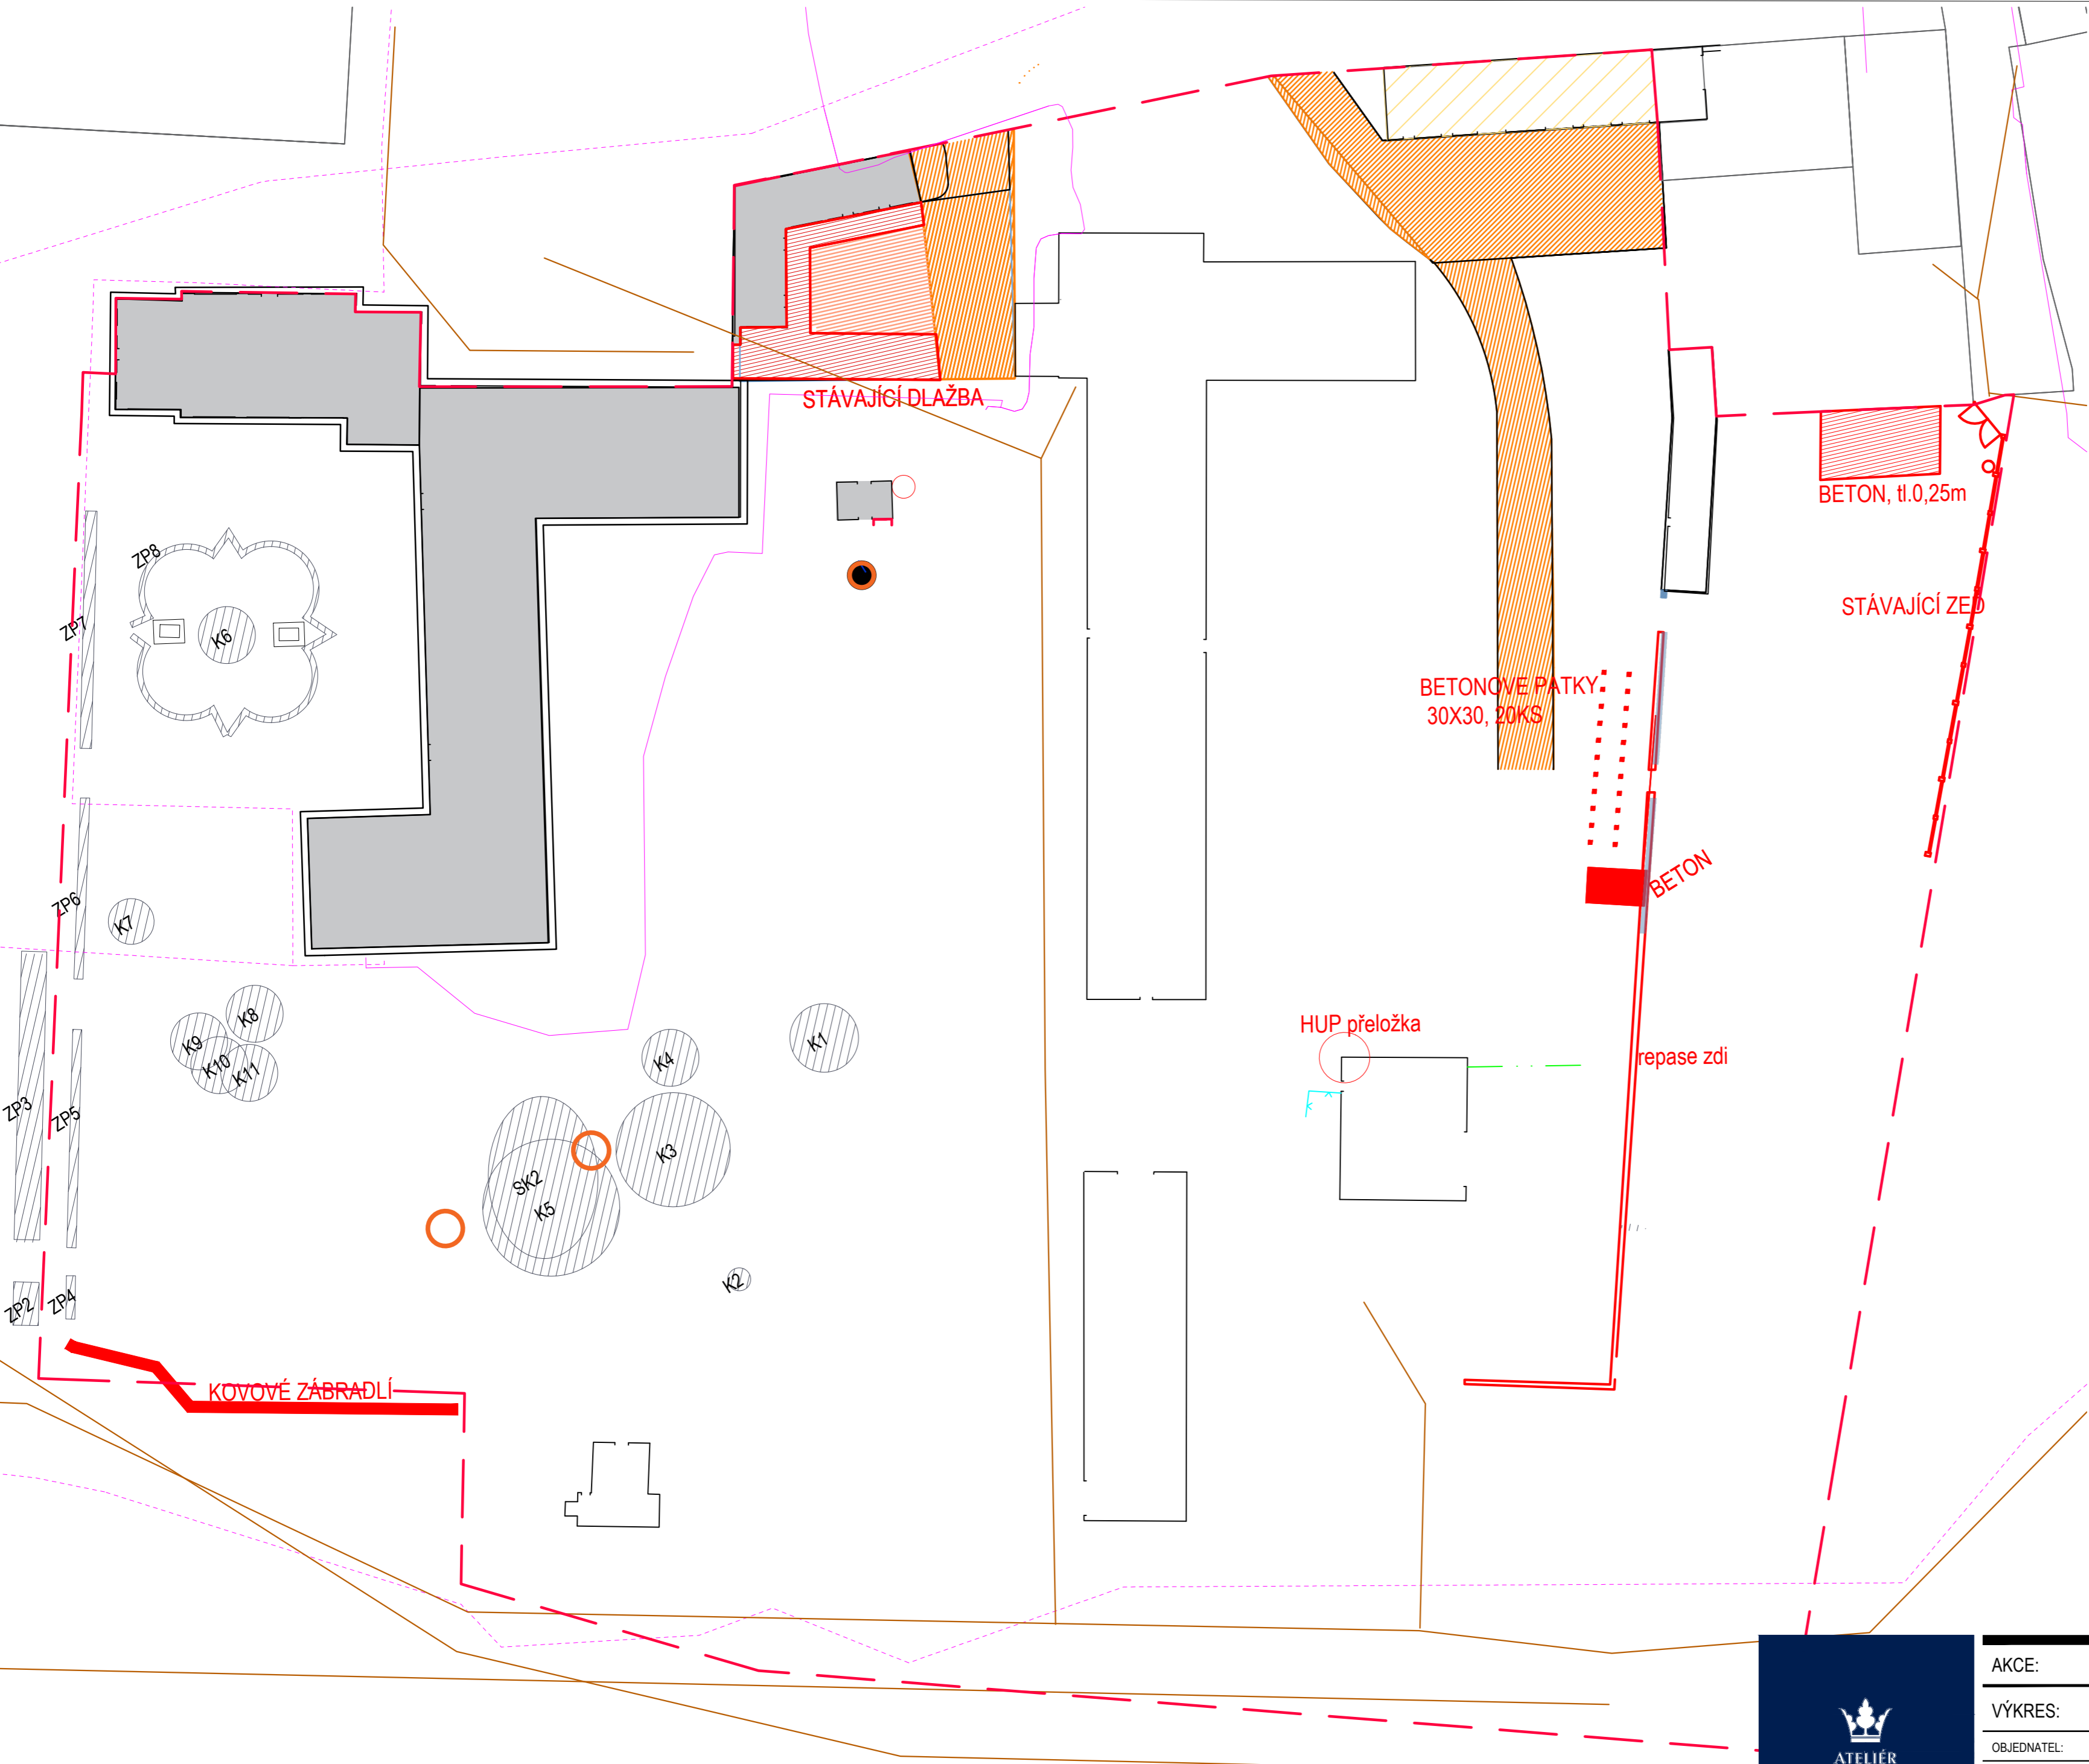 STÁVAJÍCÍ DLAŽBA
BETON, tl.0,25m
ZP8
STÁVAJÍCÍ ZEĎ
ZP7
K6
BETONOVÉ PATKY
30X30, 20KS
BETON
ZP6
K7
K8
K9
K10
K11
K4
K1
HUP přeložka
repase zdi
ZP3
ZP5
K3
SK2
K5
K2
ZP2
ZP4
KOVOVÉ ZÁBRADLÍ
AKCE:
VÝKRES:
OBJEDNATEL:
ATELIÉR